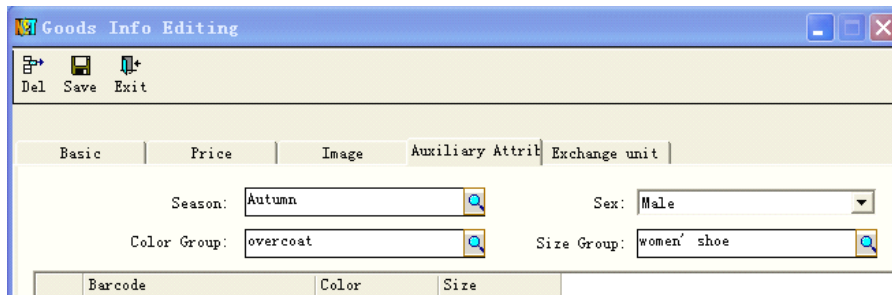 Goods Info Editing
Del Save Exit
Basic Price Image Auxiliary Attrib Exchange unit
Season: Autumn Sex: Male
Color Group: overcoat Size Group: women' shoe
Barcode Color Size